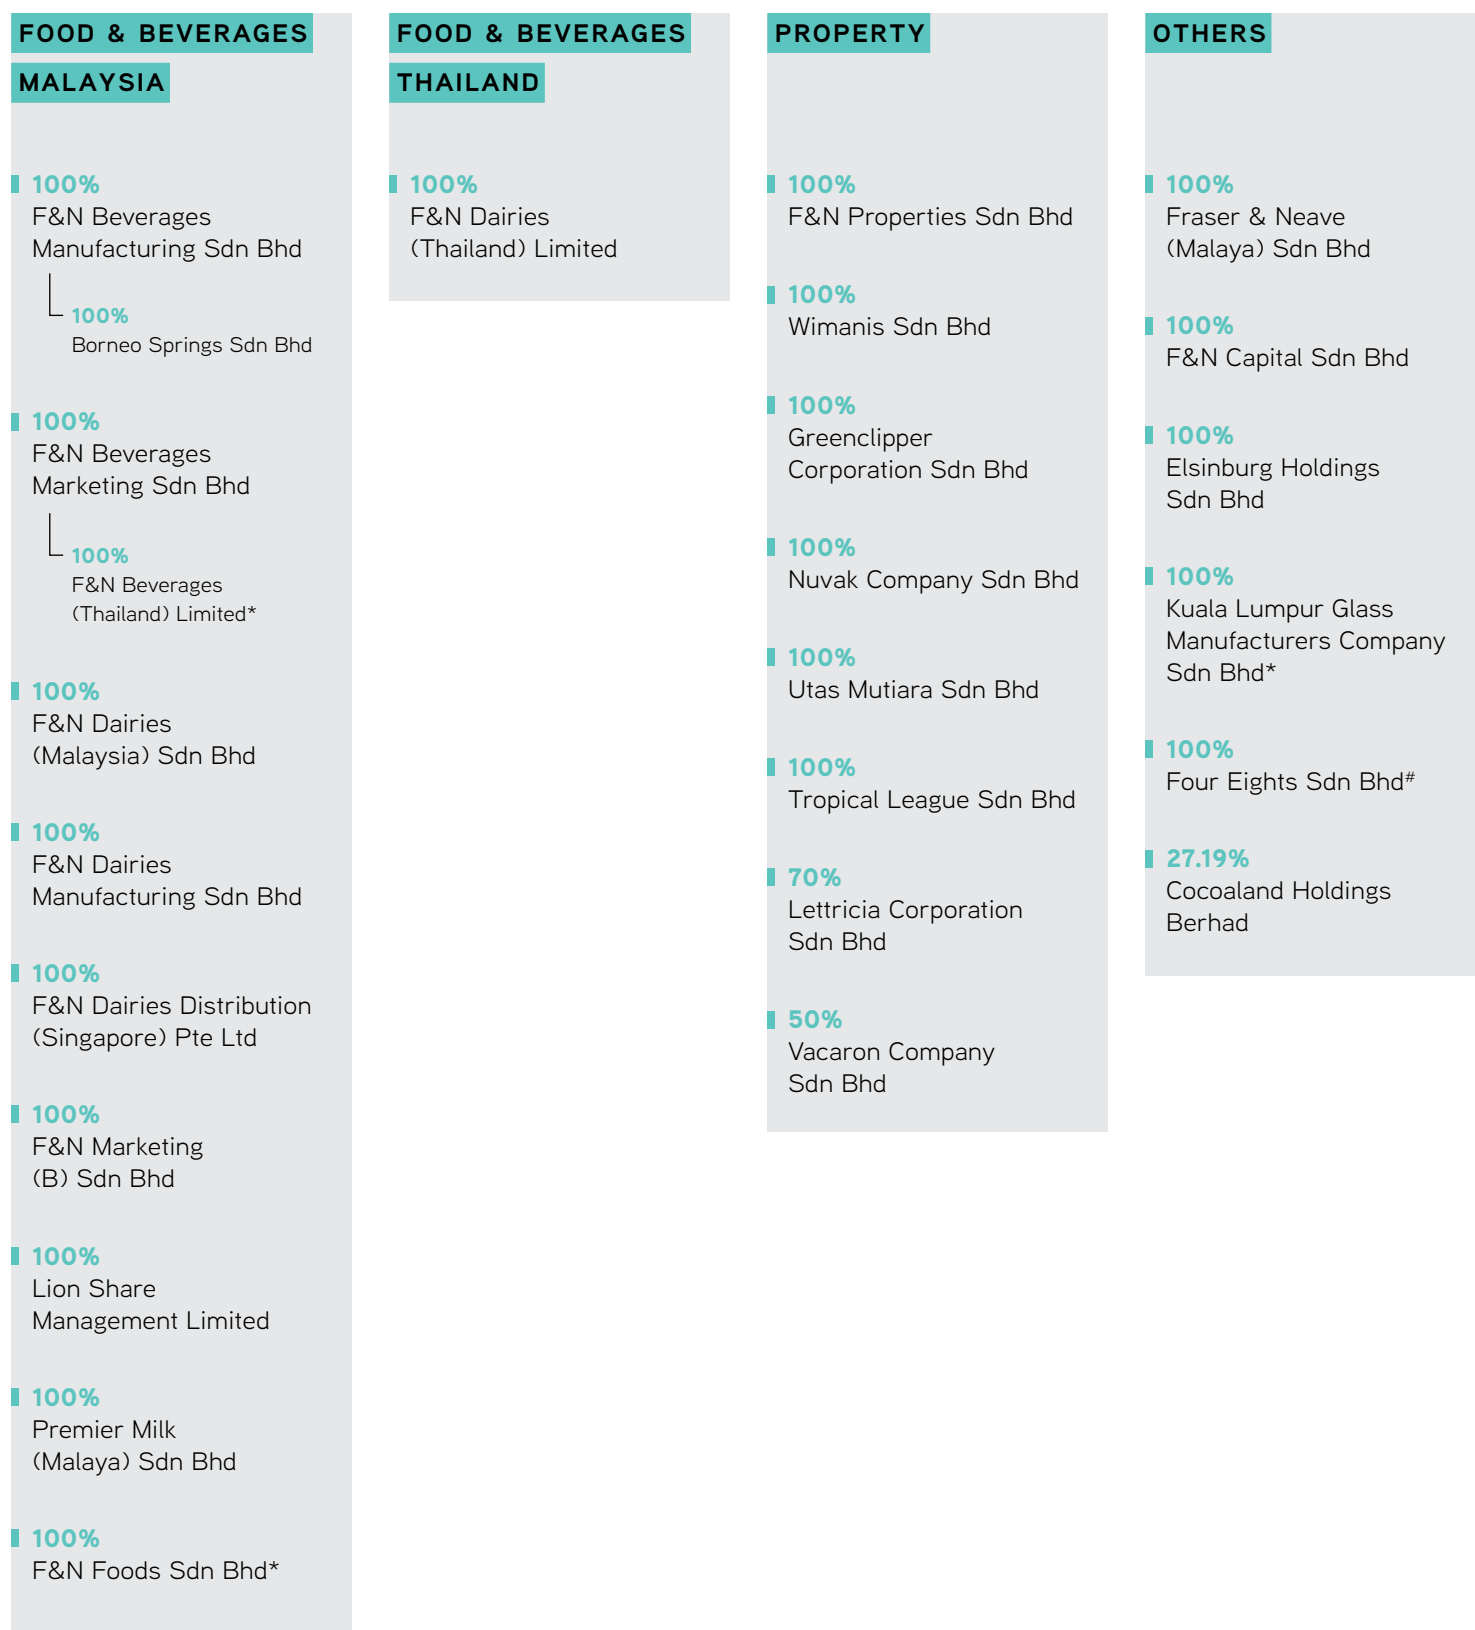 FOOD & BEVERAGES
MALAYSIA
100%
F&N Beverages
Manufacturing Sdn Bhd
100%
Borneo Springs Sdn Bhd
100%
F&N Beverages
Marketing Sdn Bhd
100%
F&N Beverages
(Thailand) Limited*
100%
F&N Dairies
(Malaysia) Sdn Bhd
100%
F&N Dairies
Manufacturing Sdn Bhd
100%
F&N Dairies Distribution
(Singapore) Pte Ltd
100%
F&N Marketing
(B) Sdn Bhd
100%
Lion Share
Management Limited
100%
Premier Milk
(Malaya) Sdn Bhd
100%
F&N Foods Sdn Bhd*
FOOD & BEVERAGES
THAILAND
100%
F&N Dairies
(Thailand) Limited
PROPERTY
100%
F&N Properties Sdn Bhd
100%
Wimanis Sdn Bhd
100%
Greenclipper
Corporation Sdn Bhd
100%
Nuvak Company Sdn Bhd
100%
Utas Mutiara Sdn Bhd
100%
Tropical League Sdn Bhd
70%
Lettricia Corporation
Sdn Bhd
50%
Vacaron Company
Sdn Bhd
OTHERS
100%
Fraser & Neave
(Malaya) Sdn Bhd
100%
F&N Capital Sdn Bhd
100%
Elsinburg Holdings
Sdn Bhd
100%
Kuala Lumpur Glass
Manufacturers Company
Sdn Bhd*
100%
Four Eights Sdn Bhd#
27.19%
Cocoaland Holdings
Berhad